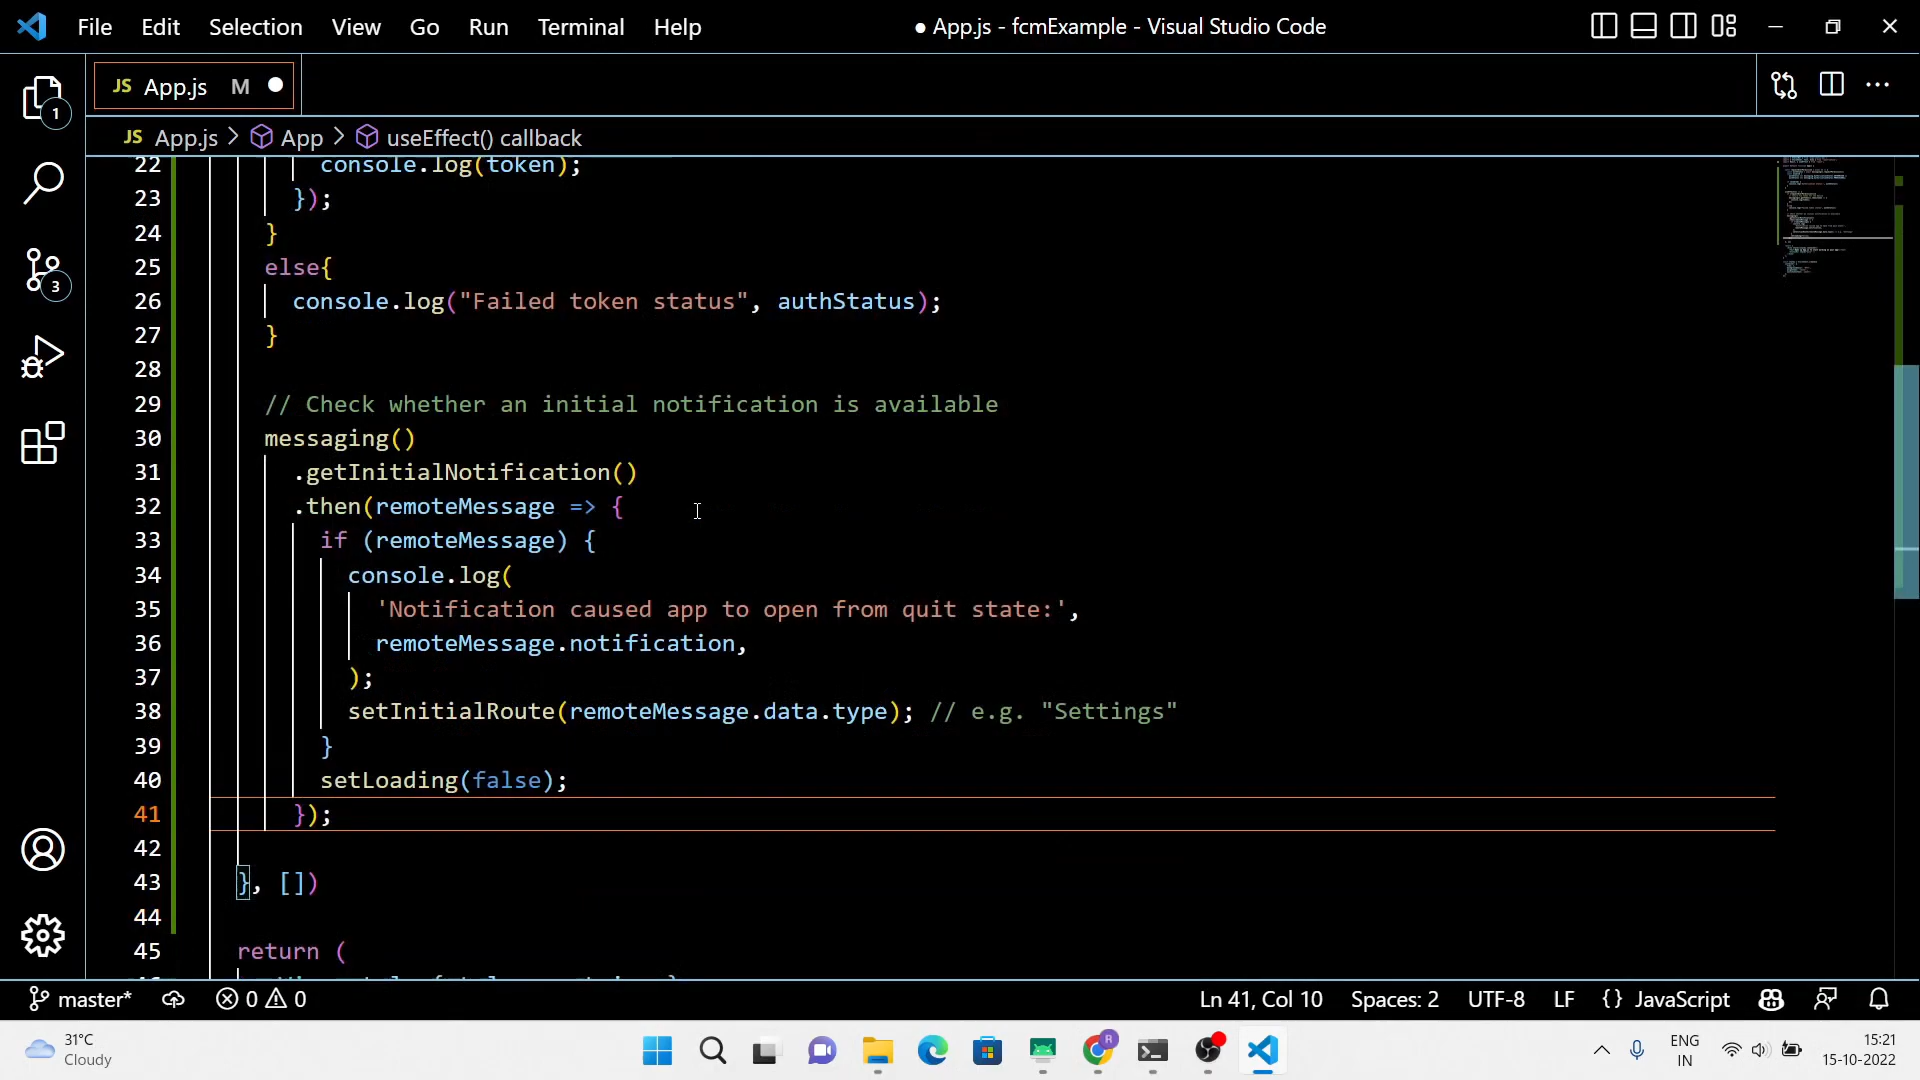 File Edit Selection View Go Run Terminal Help ● App.js - fcmExample - Visual Studio Code
JS App.js M
JS App.js > App > useEffect() callback
1
3
22 console.log(token);
23 });
24 }
25 else{
26 console.log("Failed token status", authStatus);
27 }
28
29 // Check whether an initial notification is available
30 messaging()
31 .getInitialNotification()
32 .then(remoteMessage => {
33 if (remoteMessage) {
34 console.log(
35 'Notification caused app to open from quit state:',
36 remoteMessage.notification,
37 );
38 setInitialRoute(remoteMessage.data.type); // e.g. "Settings"
39 }
40 setLoading(false);
41 });
42
43 }, [])
44
45 return (
master* 0 0 Ln 41, Col 10 Spaces: 2 UTF-8 LF {} JavaScript
31°C
Cloudy
R
ENG
IN
15:21
15-10-2022